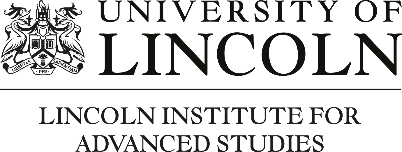 UNIVERSITY OF
LINCOLN
LINCOLN INSTITUTE FOR
ADVANCED STUDIES